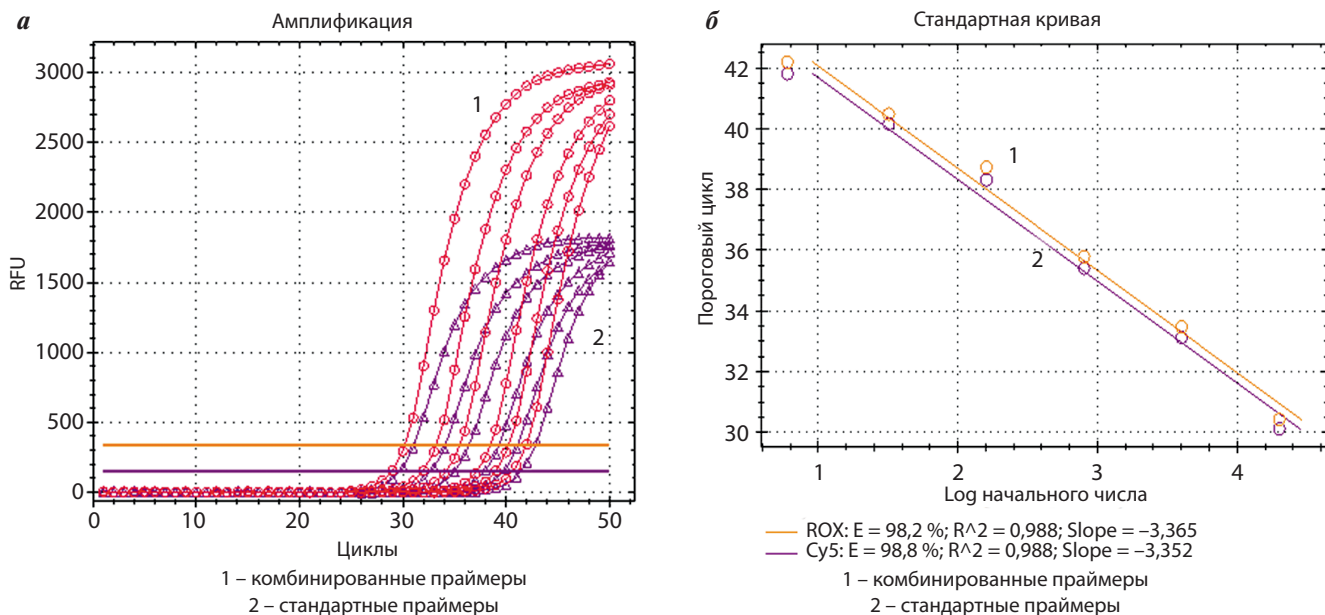 а
Амплификация
3000
2500
2000
1500
1000
500
0
RFU
1
2
0 10 20 30 40 50
Циклы
1 – комбинированные праймеры
2 – стандартные праймеры
б
Стандартная кривая
42
40
38
36
34
32
30
Пороговый цикл
1
2
1 2 3 4
Log начального числа
ROX: E = 98,2 %; R^2 = 0,988; Slope = –3,365
Cy5: E = 98,8 %; R^2 = 0,988; Slope = –3,352
1 – комбинированные праймеры
2 – стандартные праймеры